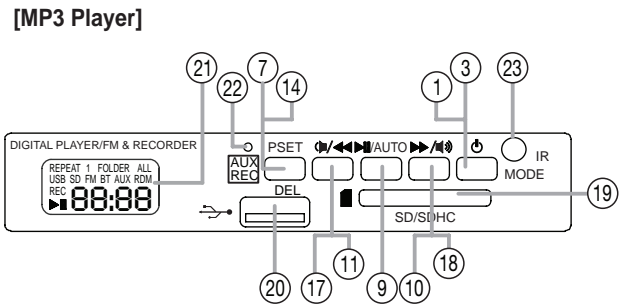 [MP3 Player]
21
22
7
14
1
3
23
DIGITAL PLAYER/FM & RECORDER
REPEAT 1 FOLDER ALL
USB SD FM BT AUX RDM
REC
88:88
AUX
REC
PSET
/AUTO
IR
MODE
DEL
SD/SDHC
19
20
17
11
9
10
18